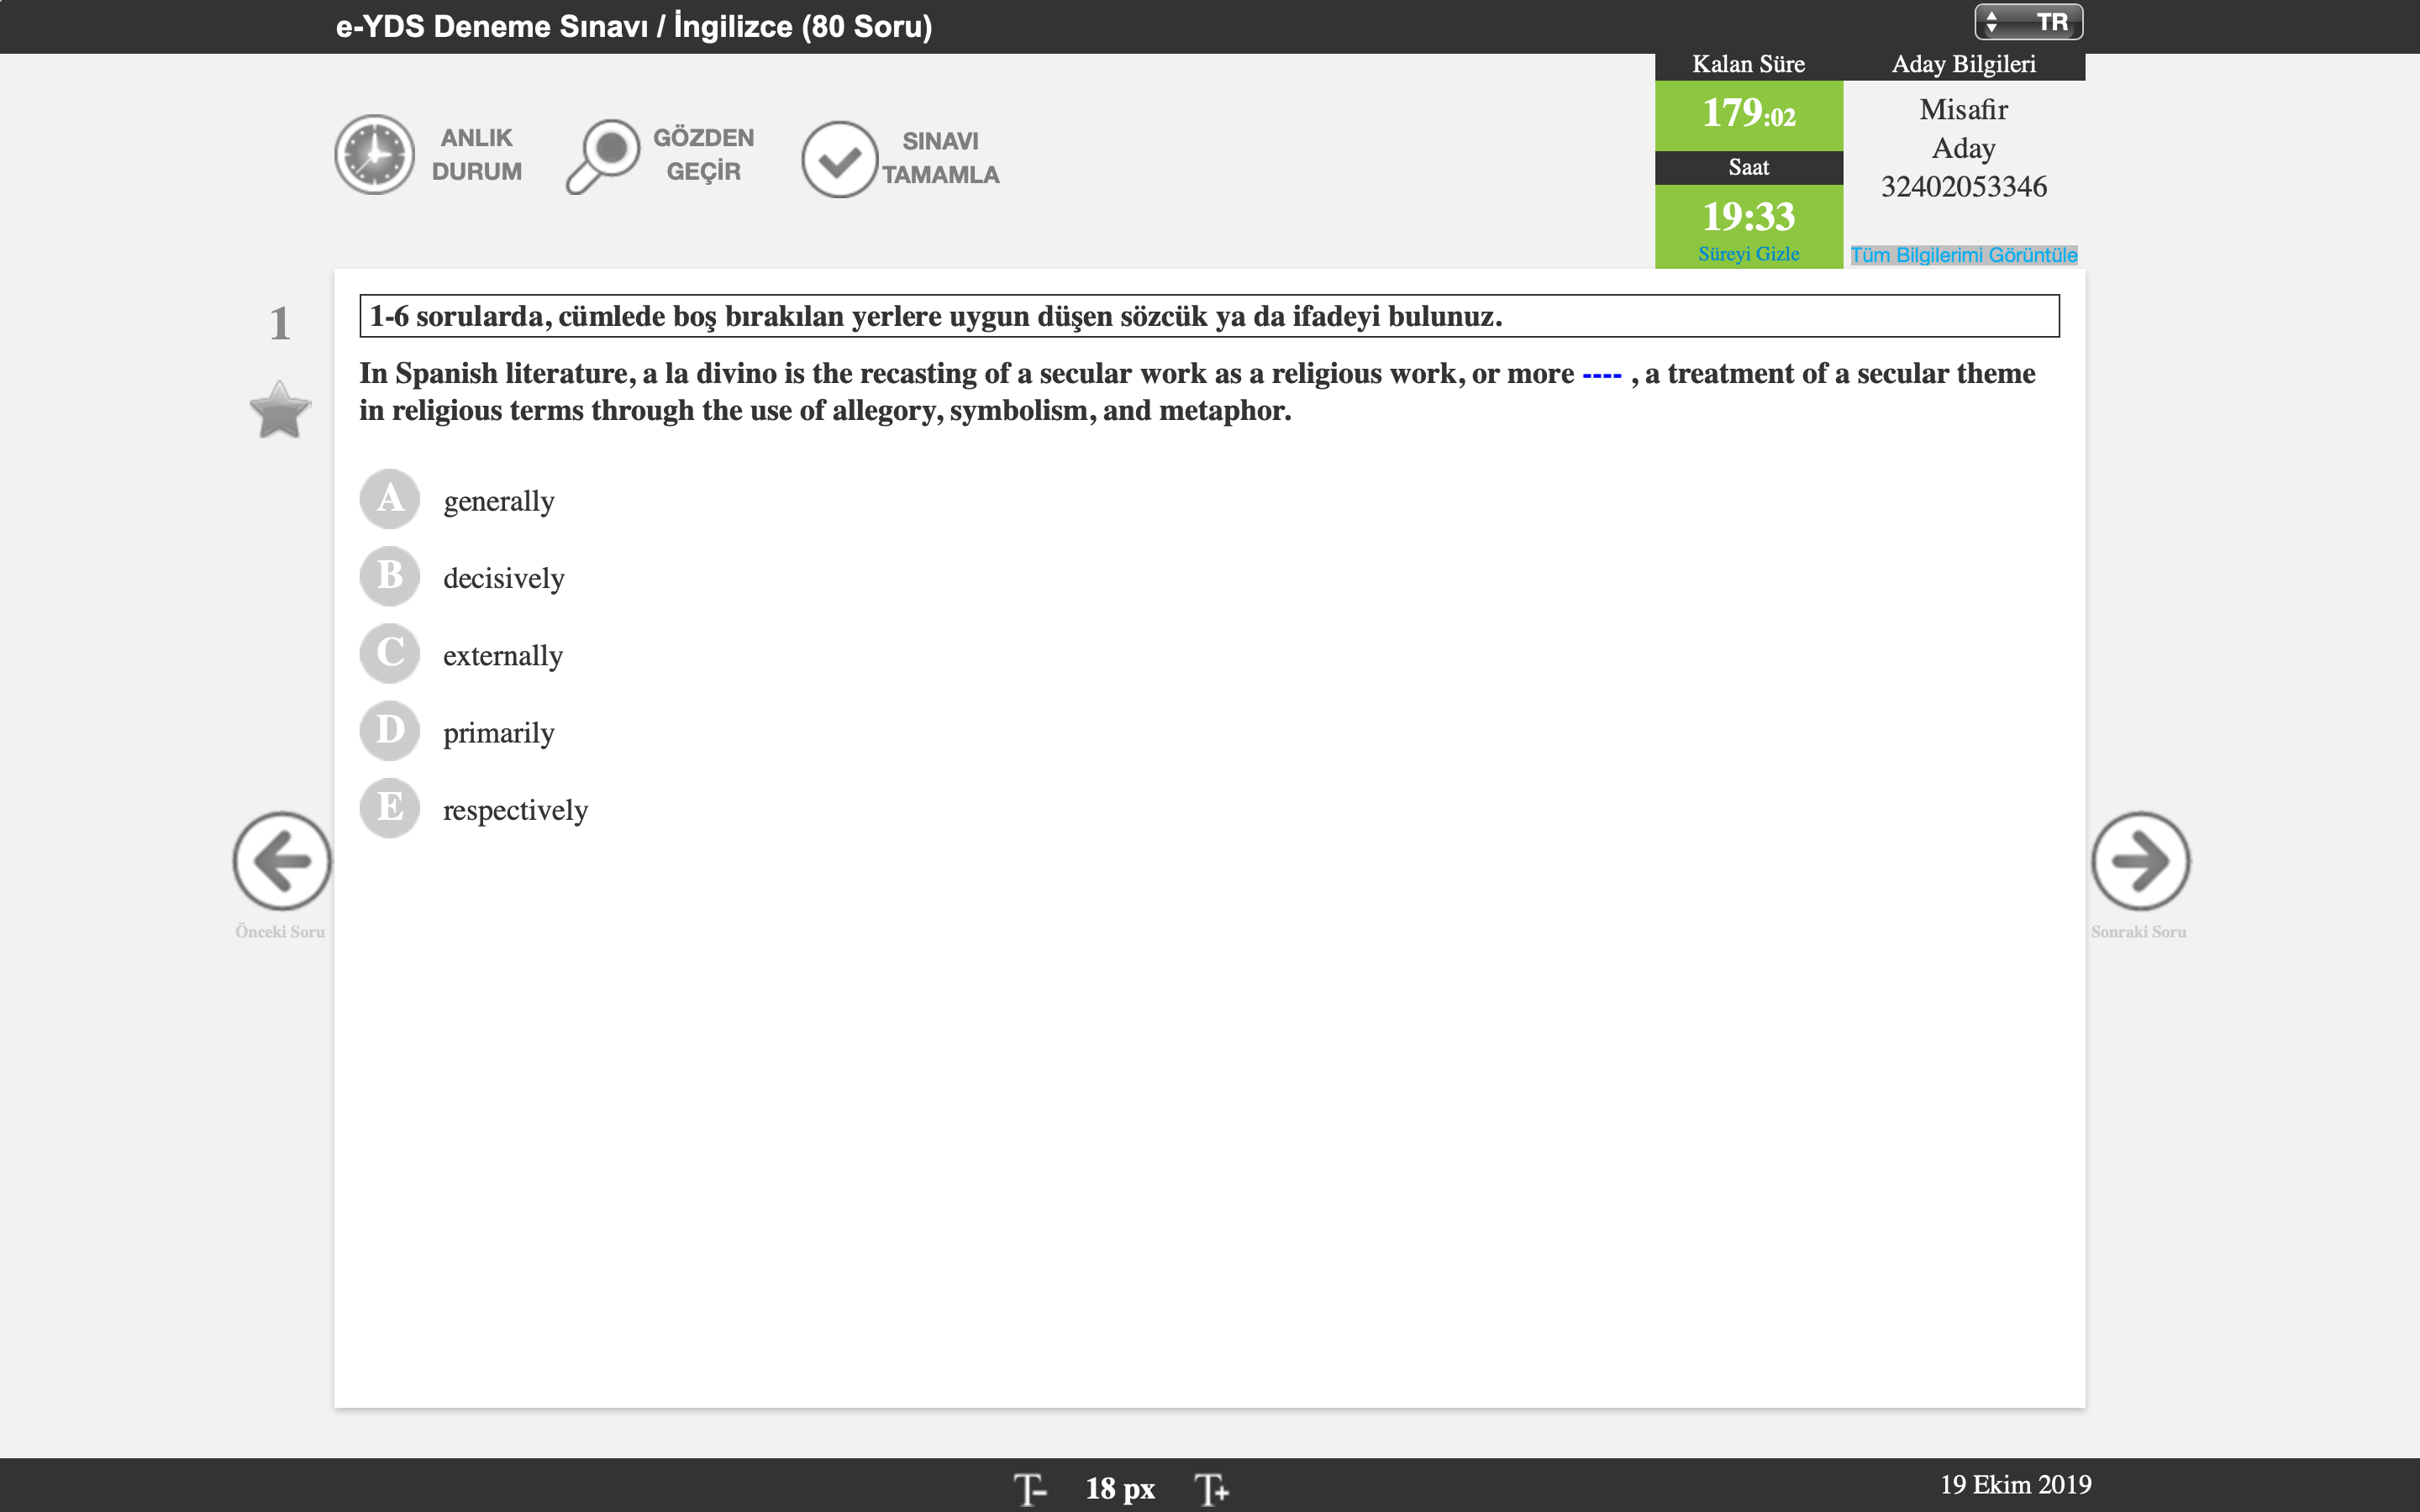 e-YDS Deneme Sınavı / İngilizce (80 Soru)
TR
Kalan Süre
Aday Bilgileri
ANLIK
DURUM
GÖZDEN
GEÇİR
SINAVI
TAMAMLA
179:02
Saat
19:33
Süreyi Gizle
Misafir
Aday
32402053346
Tüm Bilgilerimi Görüntüle
1
1-6 sorularda, cümlede boş bırakılan yerlere uygun düşen sözcük ya da ifadeyi bulunuz.
In Spanish literature, a la divino is the recasting of a secular work as a religious work, or more ---- , a treatment of a secular theme
in religious terms through the use of allegory, symbolism, and metaphor.
A generally
B decisively
C externally
D primarily
E respectively
Önceki Soru
Sonraki Soru
T- 18 px T+
19 Ekim 2019